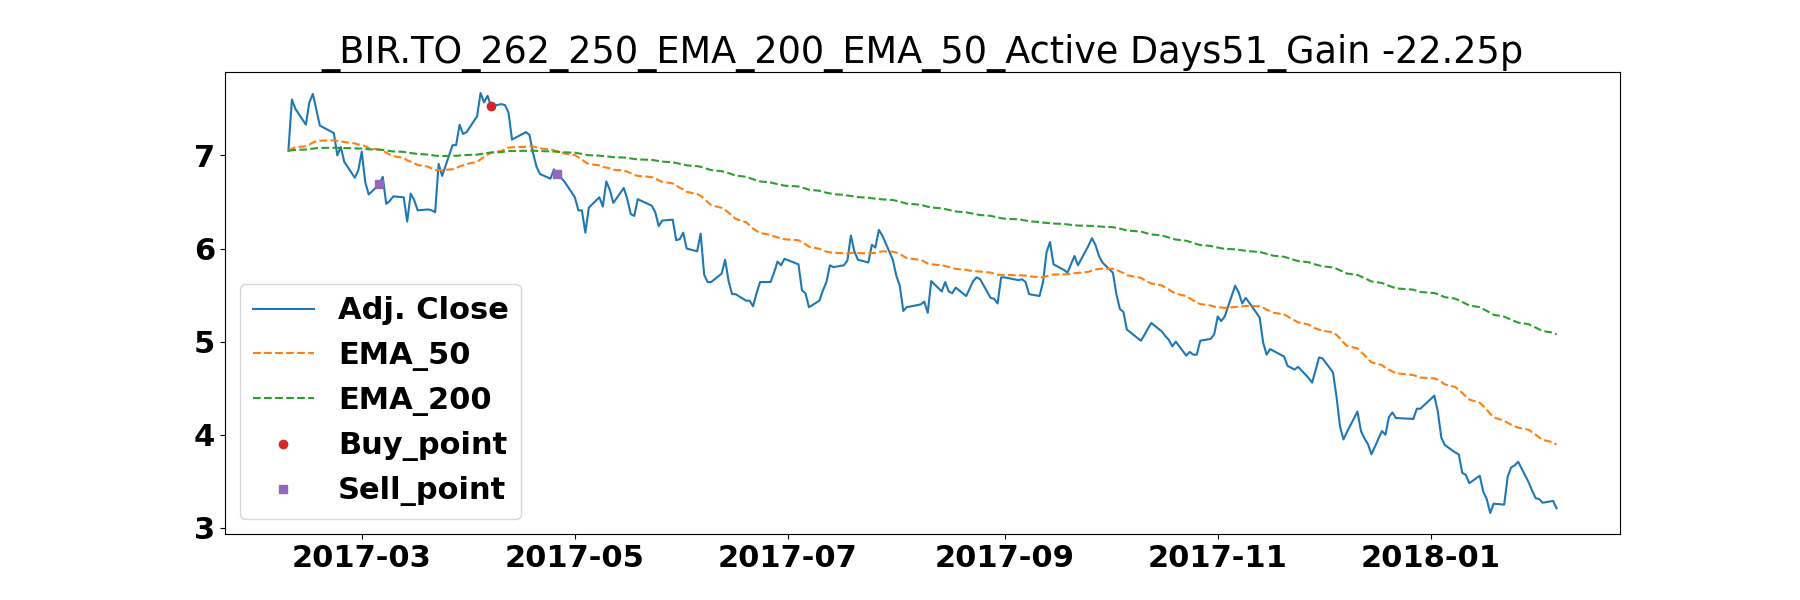 _BIR.TO_262_250_EMA_200_EMA_50_Active Days51_Gain -22.25p
7
6
5
4
3
Adj. Close
EMA_50
EMA_200
Buy_point
Sell_point
2017-03 2017-05 2017-07 2017-09 2017-11 2018-01